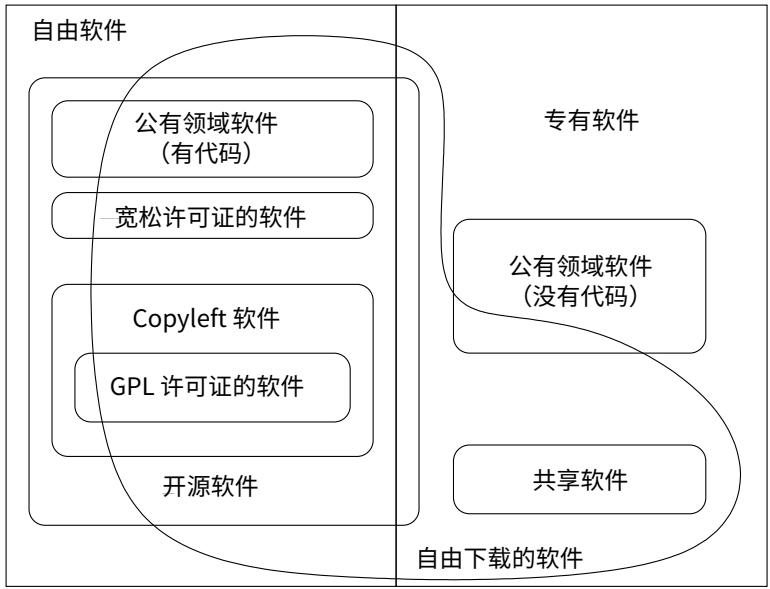 自由软件
公有领域软件
（有代码）
宽松许可证的软件
Copyleft 软件
GPL 许可证的软件
开源软件
专有软件
公有领域软件
（没有代码）
共享软件
自由下载的软件